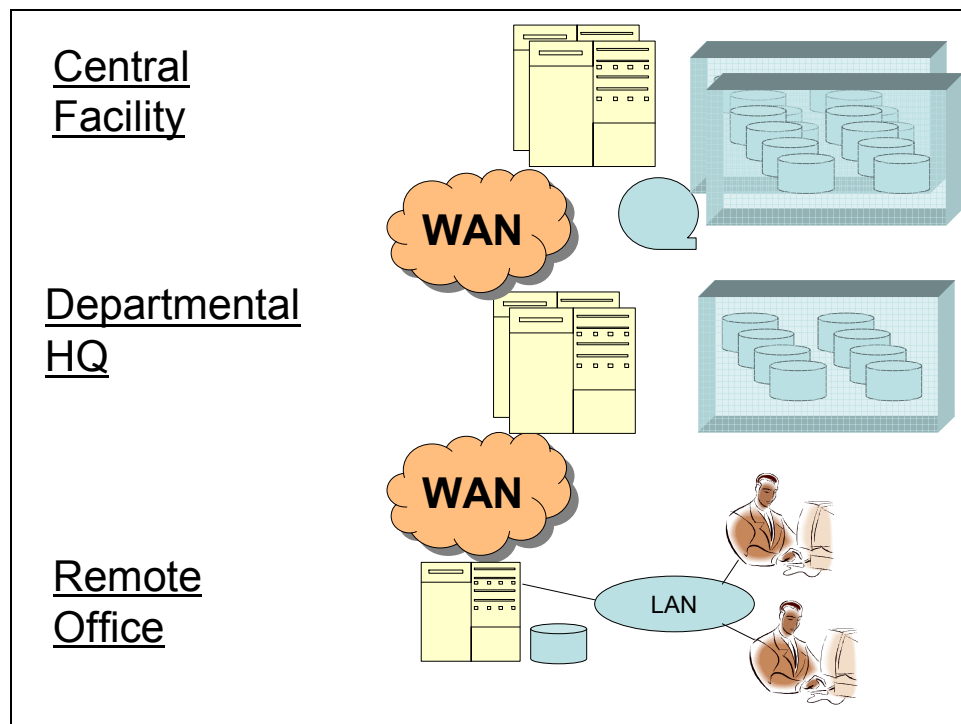 Central
Facility
WAN
Departmental
HQ
WAN
Remote
Office
LAN